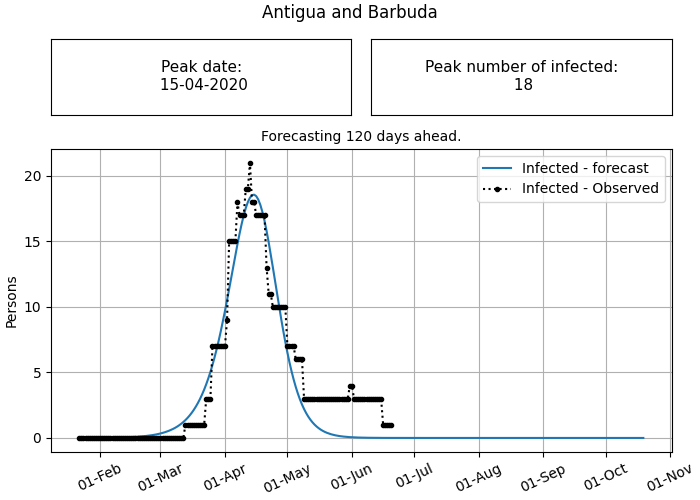 Antigua and Barbuda
Peak date:
15-04-2020
Peak number of infected:
18
Forecasting 120 days ahead.
Infected - forecast
Infected - Observed
Persons
20
15
10
5
0
01-Feb
01-Mar
01-Apr
01-May
01-Jun
01-Jul
01-Aug
01-Sep
01-Oct
01-Nov